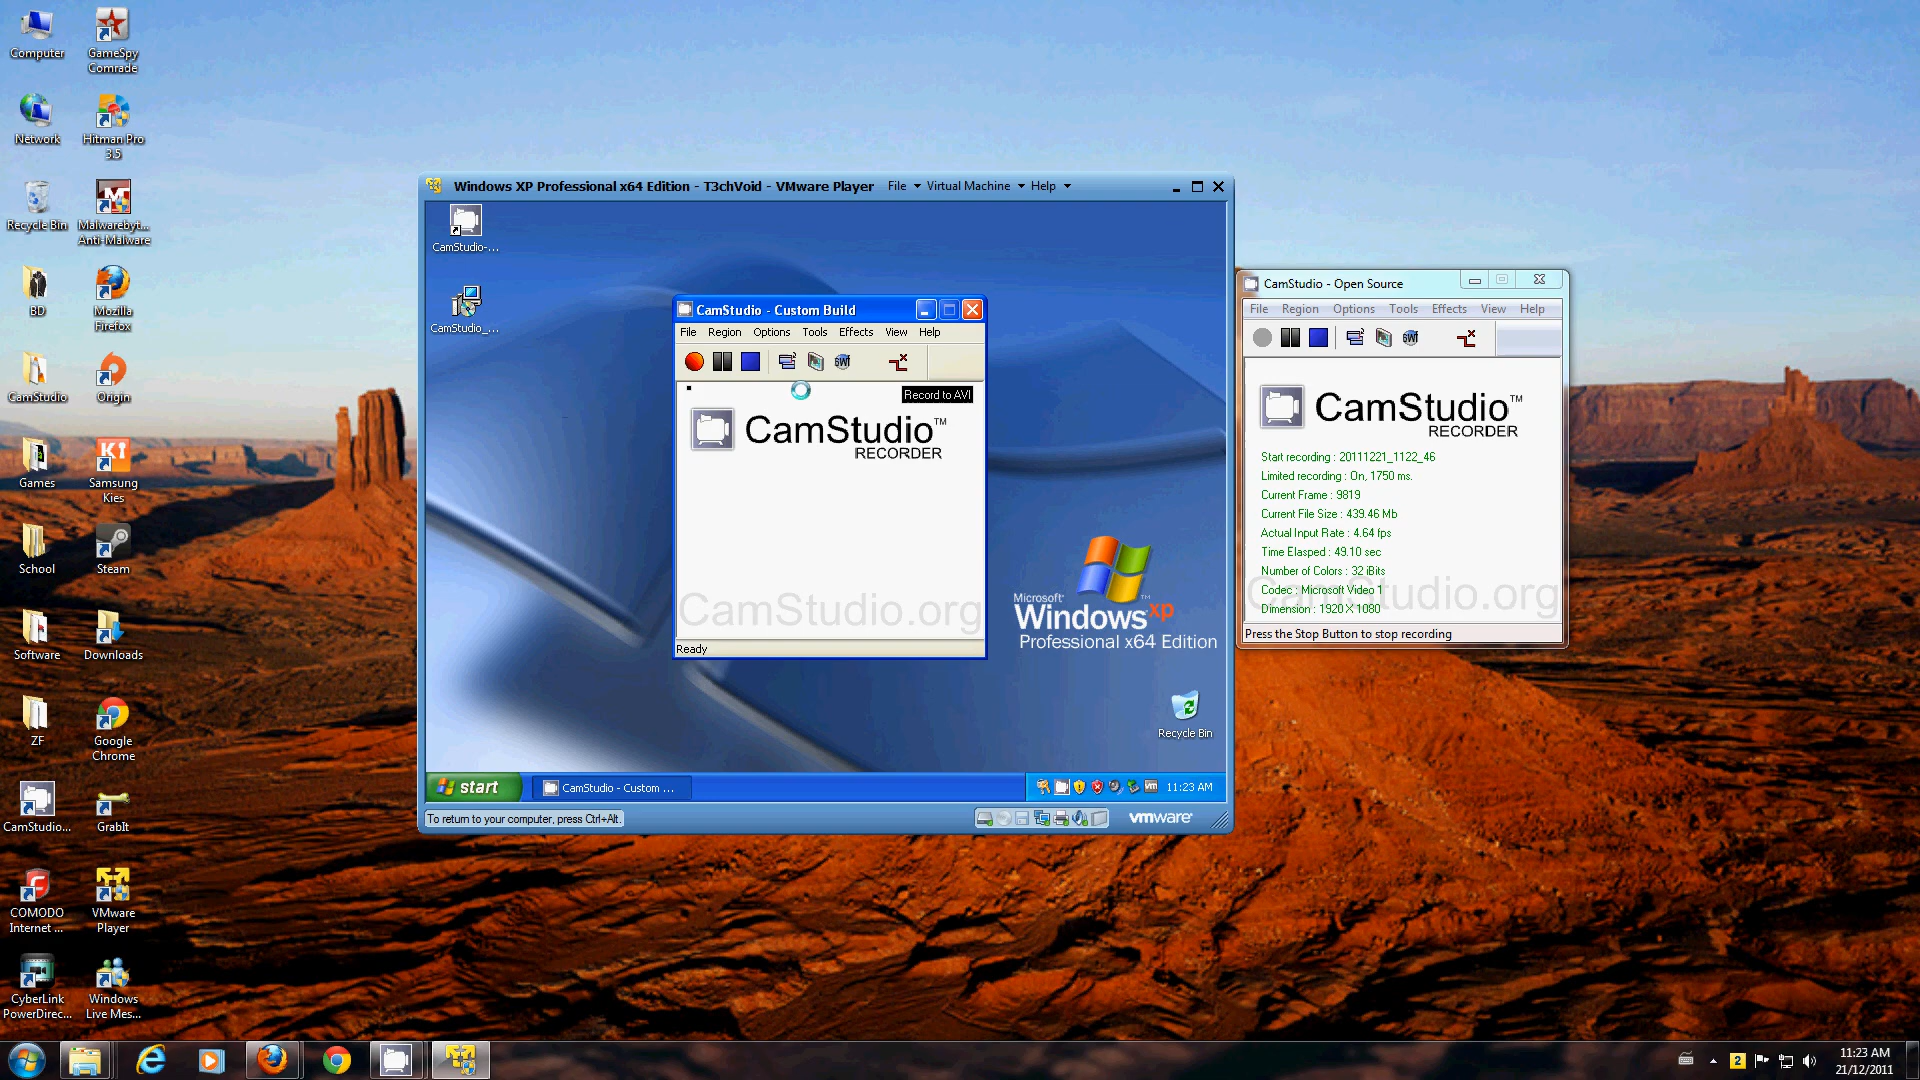 Computer
GameSpy
Comrade
Network
Hitman Pro
3.5
Recycle Bin
Malwarebyt...
Anti-Malware
BD
Mozilla
Firefox
CamStudio
Origin
Games
Samsung
Kies
School
Steam
Software
Downloads
ZF
Google
Chrome
CamStudio...
GrabIt
COMODO
Internet ...
VMware
Player
CyberLink
PowerDirec...
Windows
Live Mes...
Windows XP Professional x64 Edition - T3chVoid - VMware Player File Virtual Machine Help
CamStudio-...
CamStudio_...
CamStudio - Custom Build
File Region Options Tools Effects View Help
Record to AVI
CamStudio™
RECORDER
CamStudio.org
Ready
Microsoft®
Windows xp
Professional x64 Edition
Recycle Bin
start
CamStudio - Custom ...
11:23 AM
To return to your computer, press Ctrl+Alt.
vmware
CamStudio - Open Source
File Region Options Tools Effects View Help
CamStudio™
RECORDER
Start recording : 20111221_1122_46
Limited recording : On, 1750 ms.
Current Frame : 9819
Current File Size : 439.46 Mb
Actual Input Rate : 4.64 fps
Time Elasped : 49.10 sec
Number of Colors : 32 iBits
Codec : Microsoft Video 1
Dimension : 1920 X 1080
CamStudio.org
Press the Stop Button to stop recording
2
11:23 AM
21/12/2011